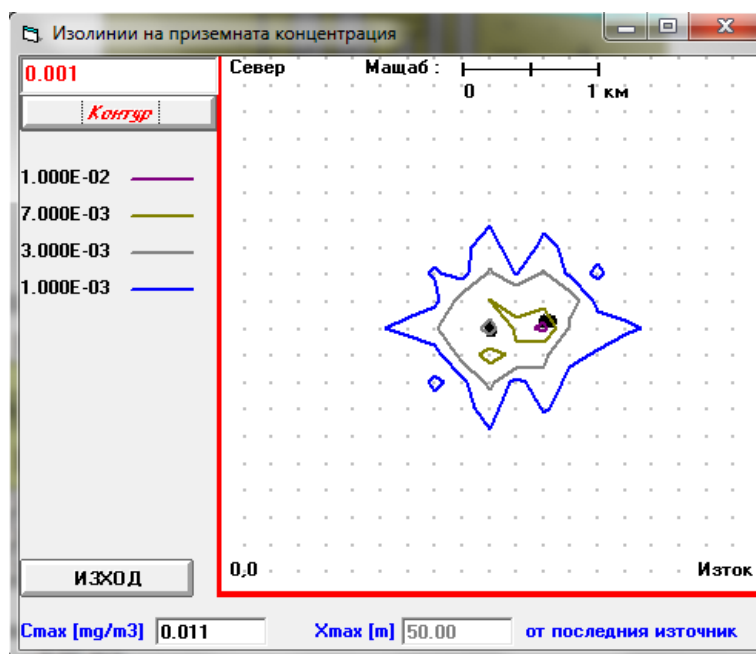 Изолинии на приземната концентрация
0.001
Контур
1.000E-02
7.000E-03
3.000E-03
1.000E-03
ИЗХОД
Север Мащаб :
0 1 км
0,0 Изток
Cmax [mg/m3] 0.011 Xmax [m] 50.00 от последния източник